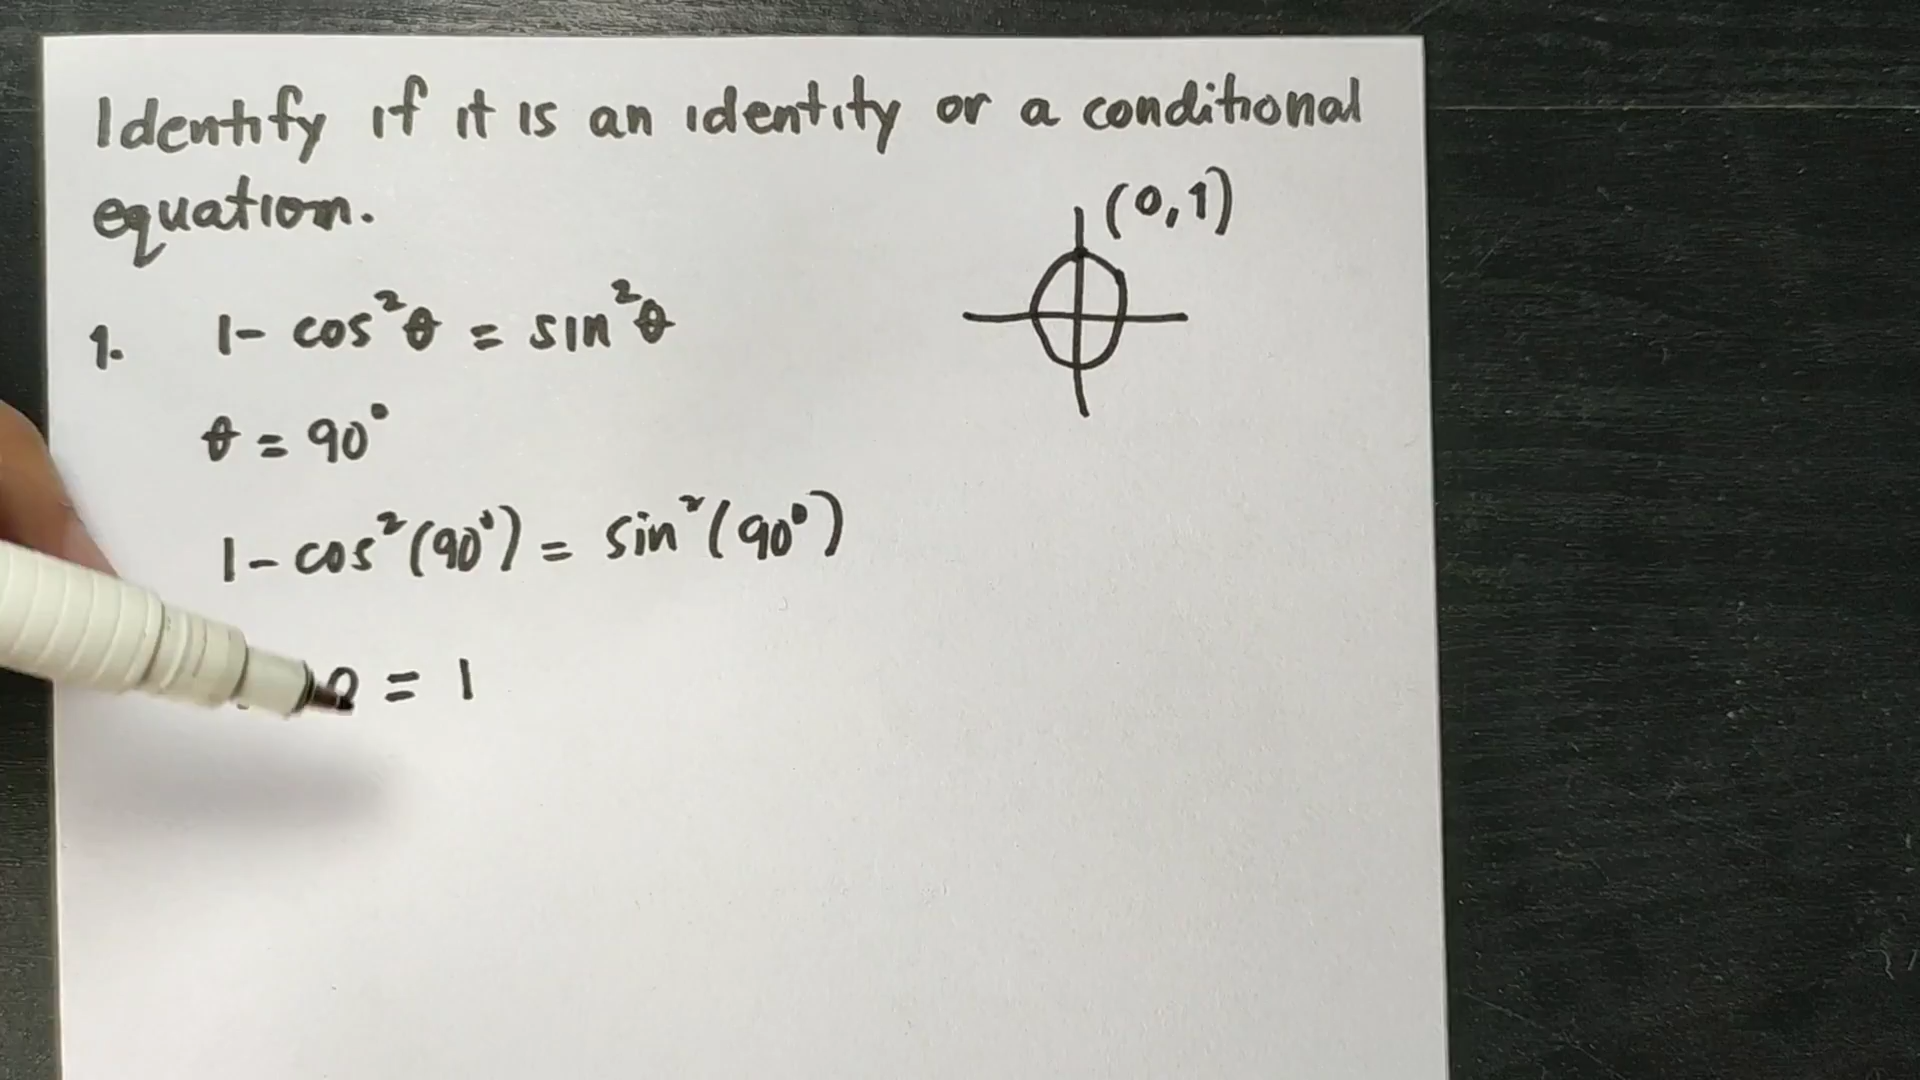 Identify if it is an identity or a conditional
equation.
(0,1)
1. 1 - cos²θ = sin²θ
θ = 90°
1 - cos²(90°) = sin²(90°)
0 = 1